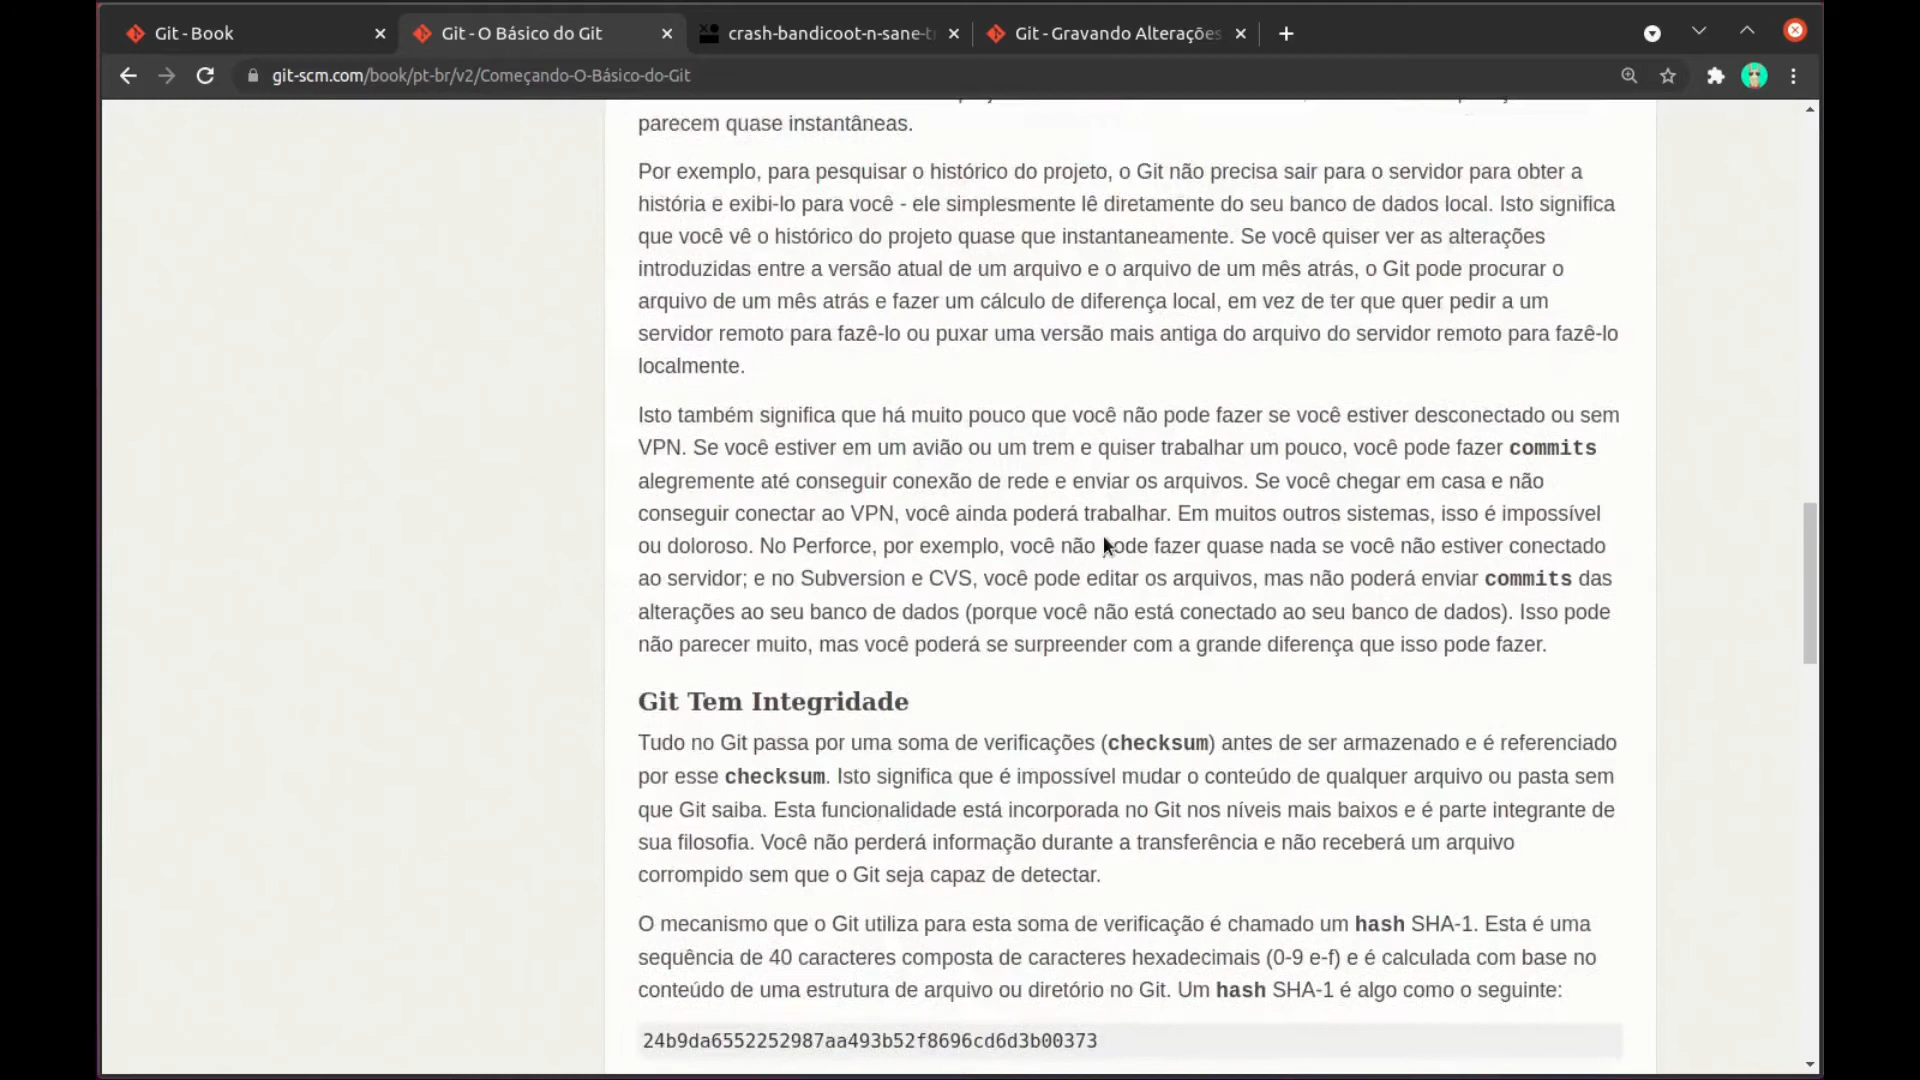 Git - Book
Git - O Básico do Git
crash-bandicoot-n-sane-t
Git - Gravando Alterações
git-scm.com/book/pt-br/v2/Começando-O-Básico-do-Git
parecem quase instantâneas.
Por exemplo, para pesquisar o histórico do projeto, o Git não precisa sair para o servidor para obter a
história e exibi-lo para você - ele simplesmente lê diretamente do seu banco de dados local. Isto significa
que você vê o histórico do projeto quase que instantaneamente. Se você quiser ver as alterações
introduzidas entre a versão atual de um arquivo e o arquivo de um mês atrás, o Git pode procurar o
arquivo de um mês atrás e fazer um cálculo de diferença local, em vez de ter que quer pedir a um
servidor remoto para fazê-lo ou puxar uma versão mais antiga do arquivo do servidor remoto para fazê-lo
localmente.
Isto também significa que há muito pouco que você não pode fazer se você estiver desconectado ou sem
VPN. Se você estiver em um avião ou um trem e quiser trabalhar um pouco, você pode fazer commits
alegremente até conseguir conexão de rede e enviar os arquivos. Se você chegar em casa e não
conseguir conectar ao VPN, você ainda poderá trabalhar. Em muitos outros sistemas, isso é impossível
ou doloroso. No Perforce, por exemplo, você não pode fazer quase nada se você não estiver conectado
ao servidor; e no Subversion e CVS, você pode editar os arquivos, mas não poderá enviar commits das
alterações ao seu banco de dados (porque você não está conectado ao seu banco de dados). Isso pode
não parecer muito, mas você poderá se surpreender com a grande diferença que isso pode fazer.
Git Tem Integridade
Tudo no Git passa por uma soma de verificações (checksum) antes de ser armazenado e é referenciado
por esse checksum. Isto significa que é impossível mudar o conteúdo de qualquer arquivo ou pasta sem
que Git saiba. Esta funcionalidade está incorporada no Git nos níveis mais baixos e é parte integrante de
sua filosofia. Você não perderá informação durante a transferência e não receberá um arquivo
corrompido sem que o Git seja capaz de detectar.
O mecanismo que o Git utiliza para esta soma de verificação é chamado um hash SHA-1. Esta é uma
sequência de 40 caracteres composta de caracteres hexadecimais (0-9 e-f) e é calculada com base no
conteúdo de uma estrutura de arquivo ou diretório no Git. Um hash SHA-1 é algo como o seguinte:
24b9da6552252987aa493b52f8696cd6d3b00373